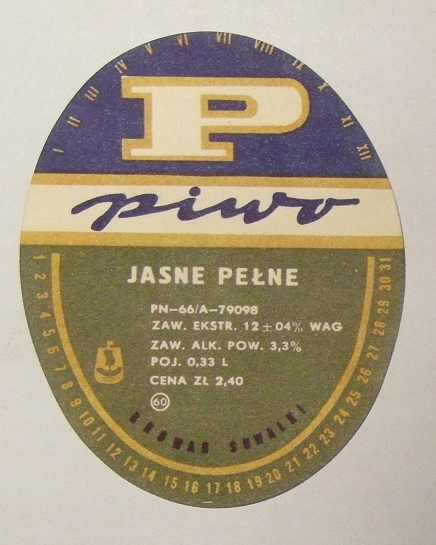 I II III IV V VI VII VIII IX X XI XII
P
piwo
JASNE PEŁNE
PN-66/A-79098
ZAW. EKSTR. 12 ± 04% WAG
ZAW. ALK. POW. 3,3%
POJ. 0,33 L
CENA ZŁ 2,40
60
BROWAR SUWAŁKI
1 2 3 4 5 6 7 8 9 10 11 12 13 14 15 16 17 18 19 20 21 22 23 24 25 26 27 28 29 30 31